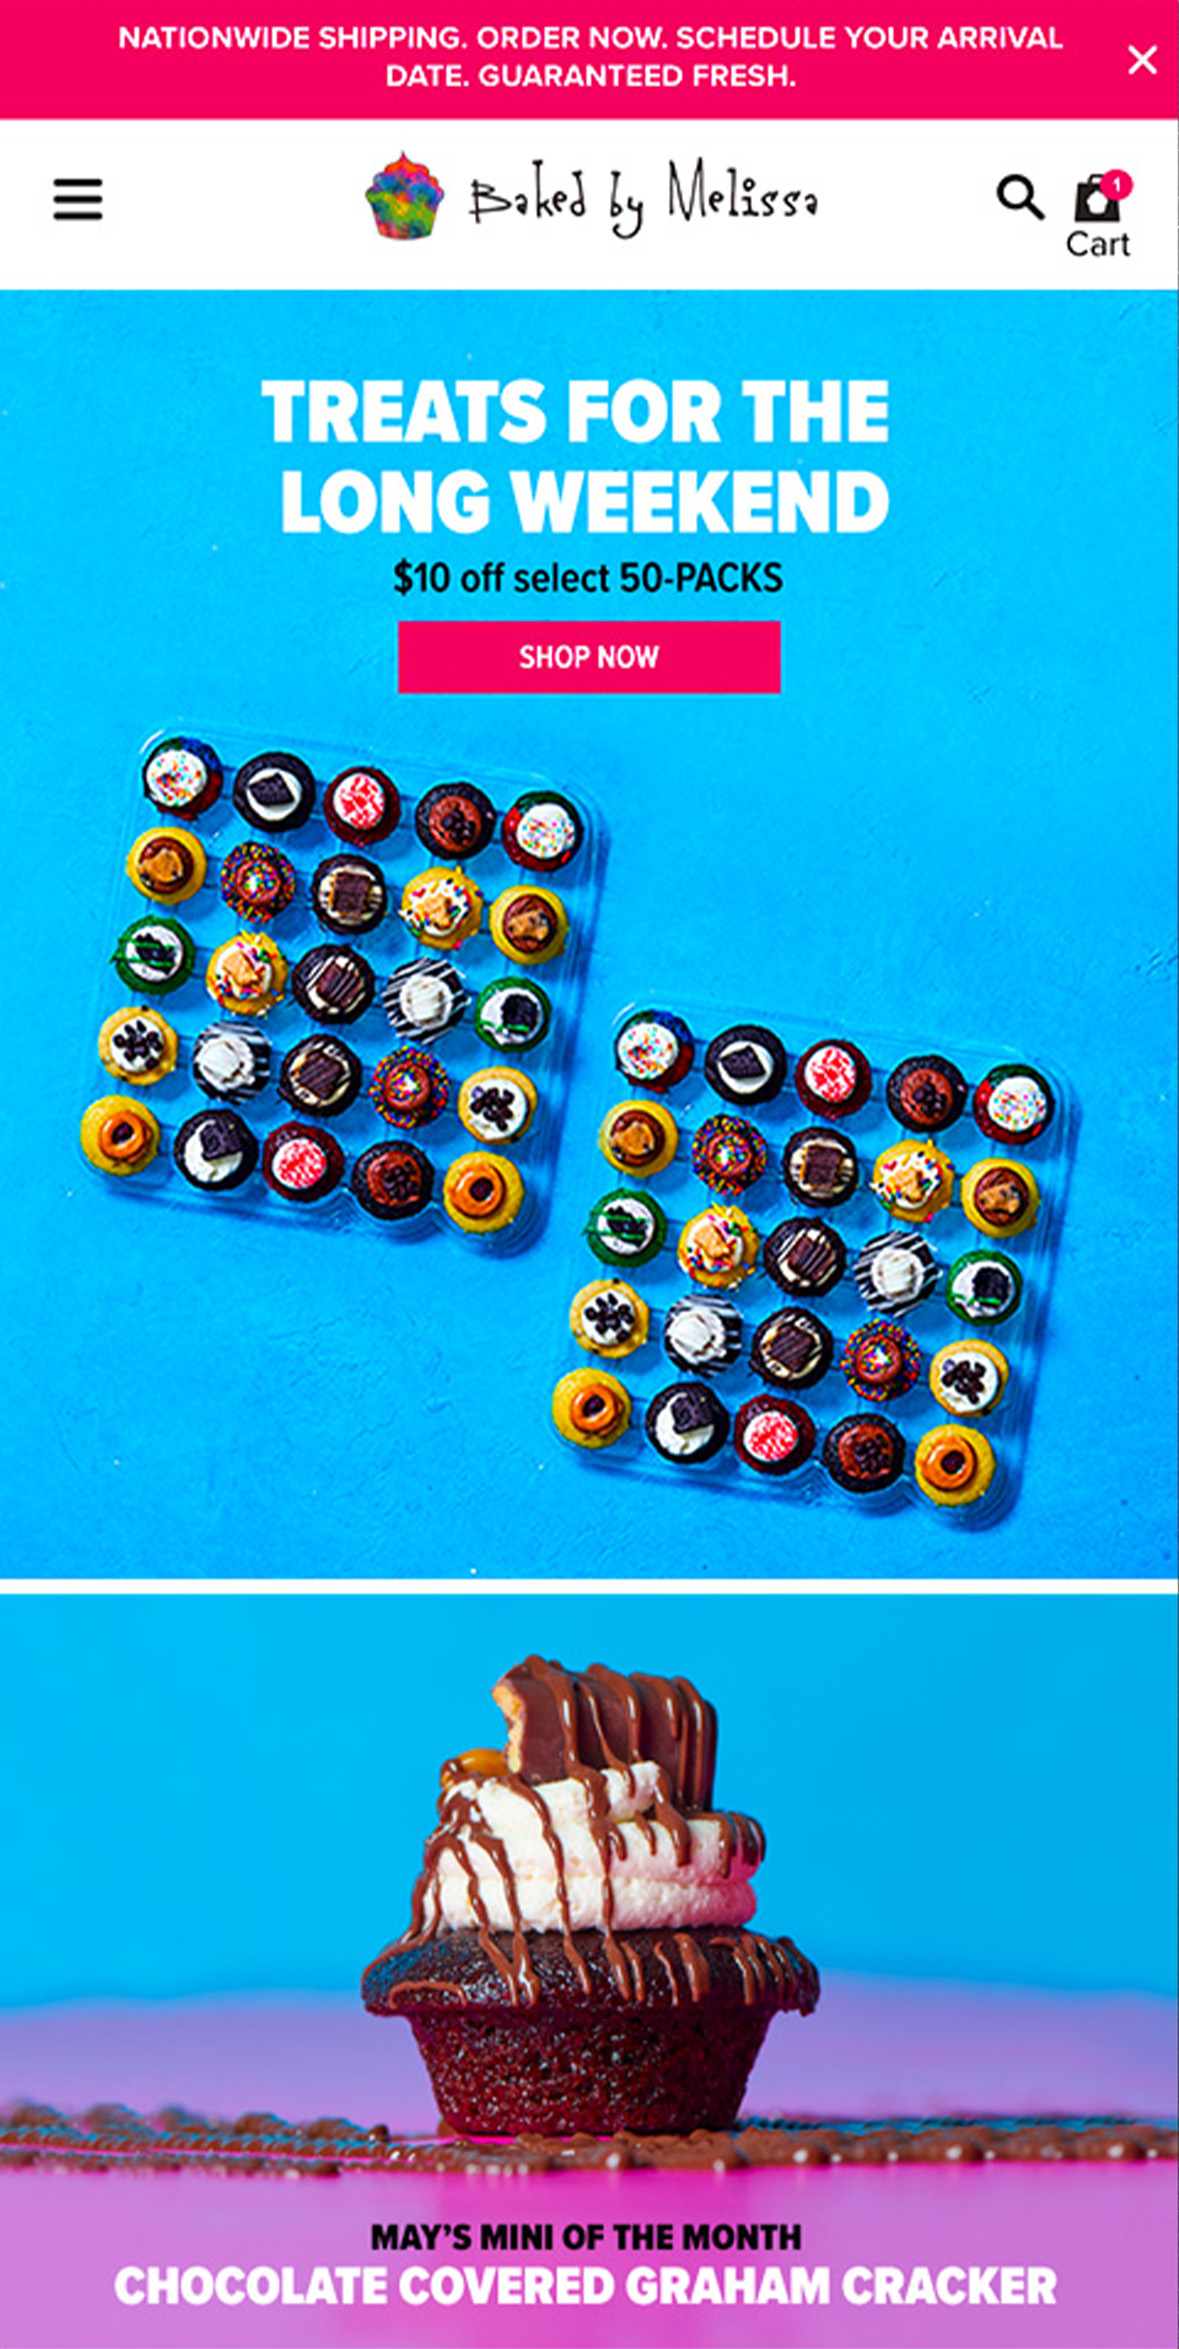 NATIONWIDE SHIPPING. ORDER NOW. SCHEDULE YOUR ARRIVAL
DATE. GUARANTEED FRESH.
Baked by Melissa
1
Cart
TREATS FOR THE
LONG WEEKEND
$10 off select 50-PACKS
SHOP NOW
MAY'S MINI OF THE MONTH
CHOCOLATE COVERED GRAHAM CRACKER